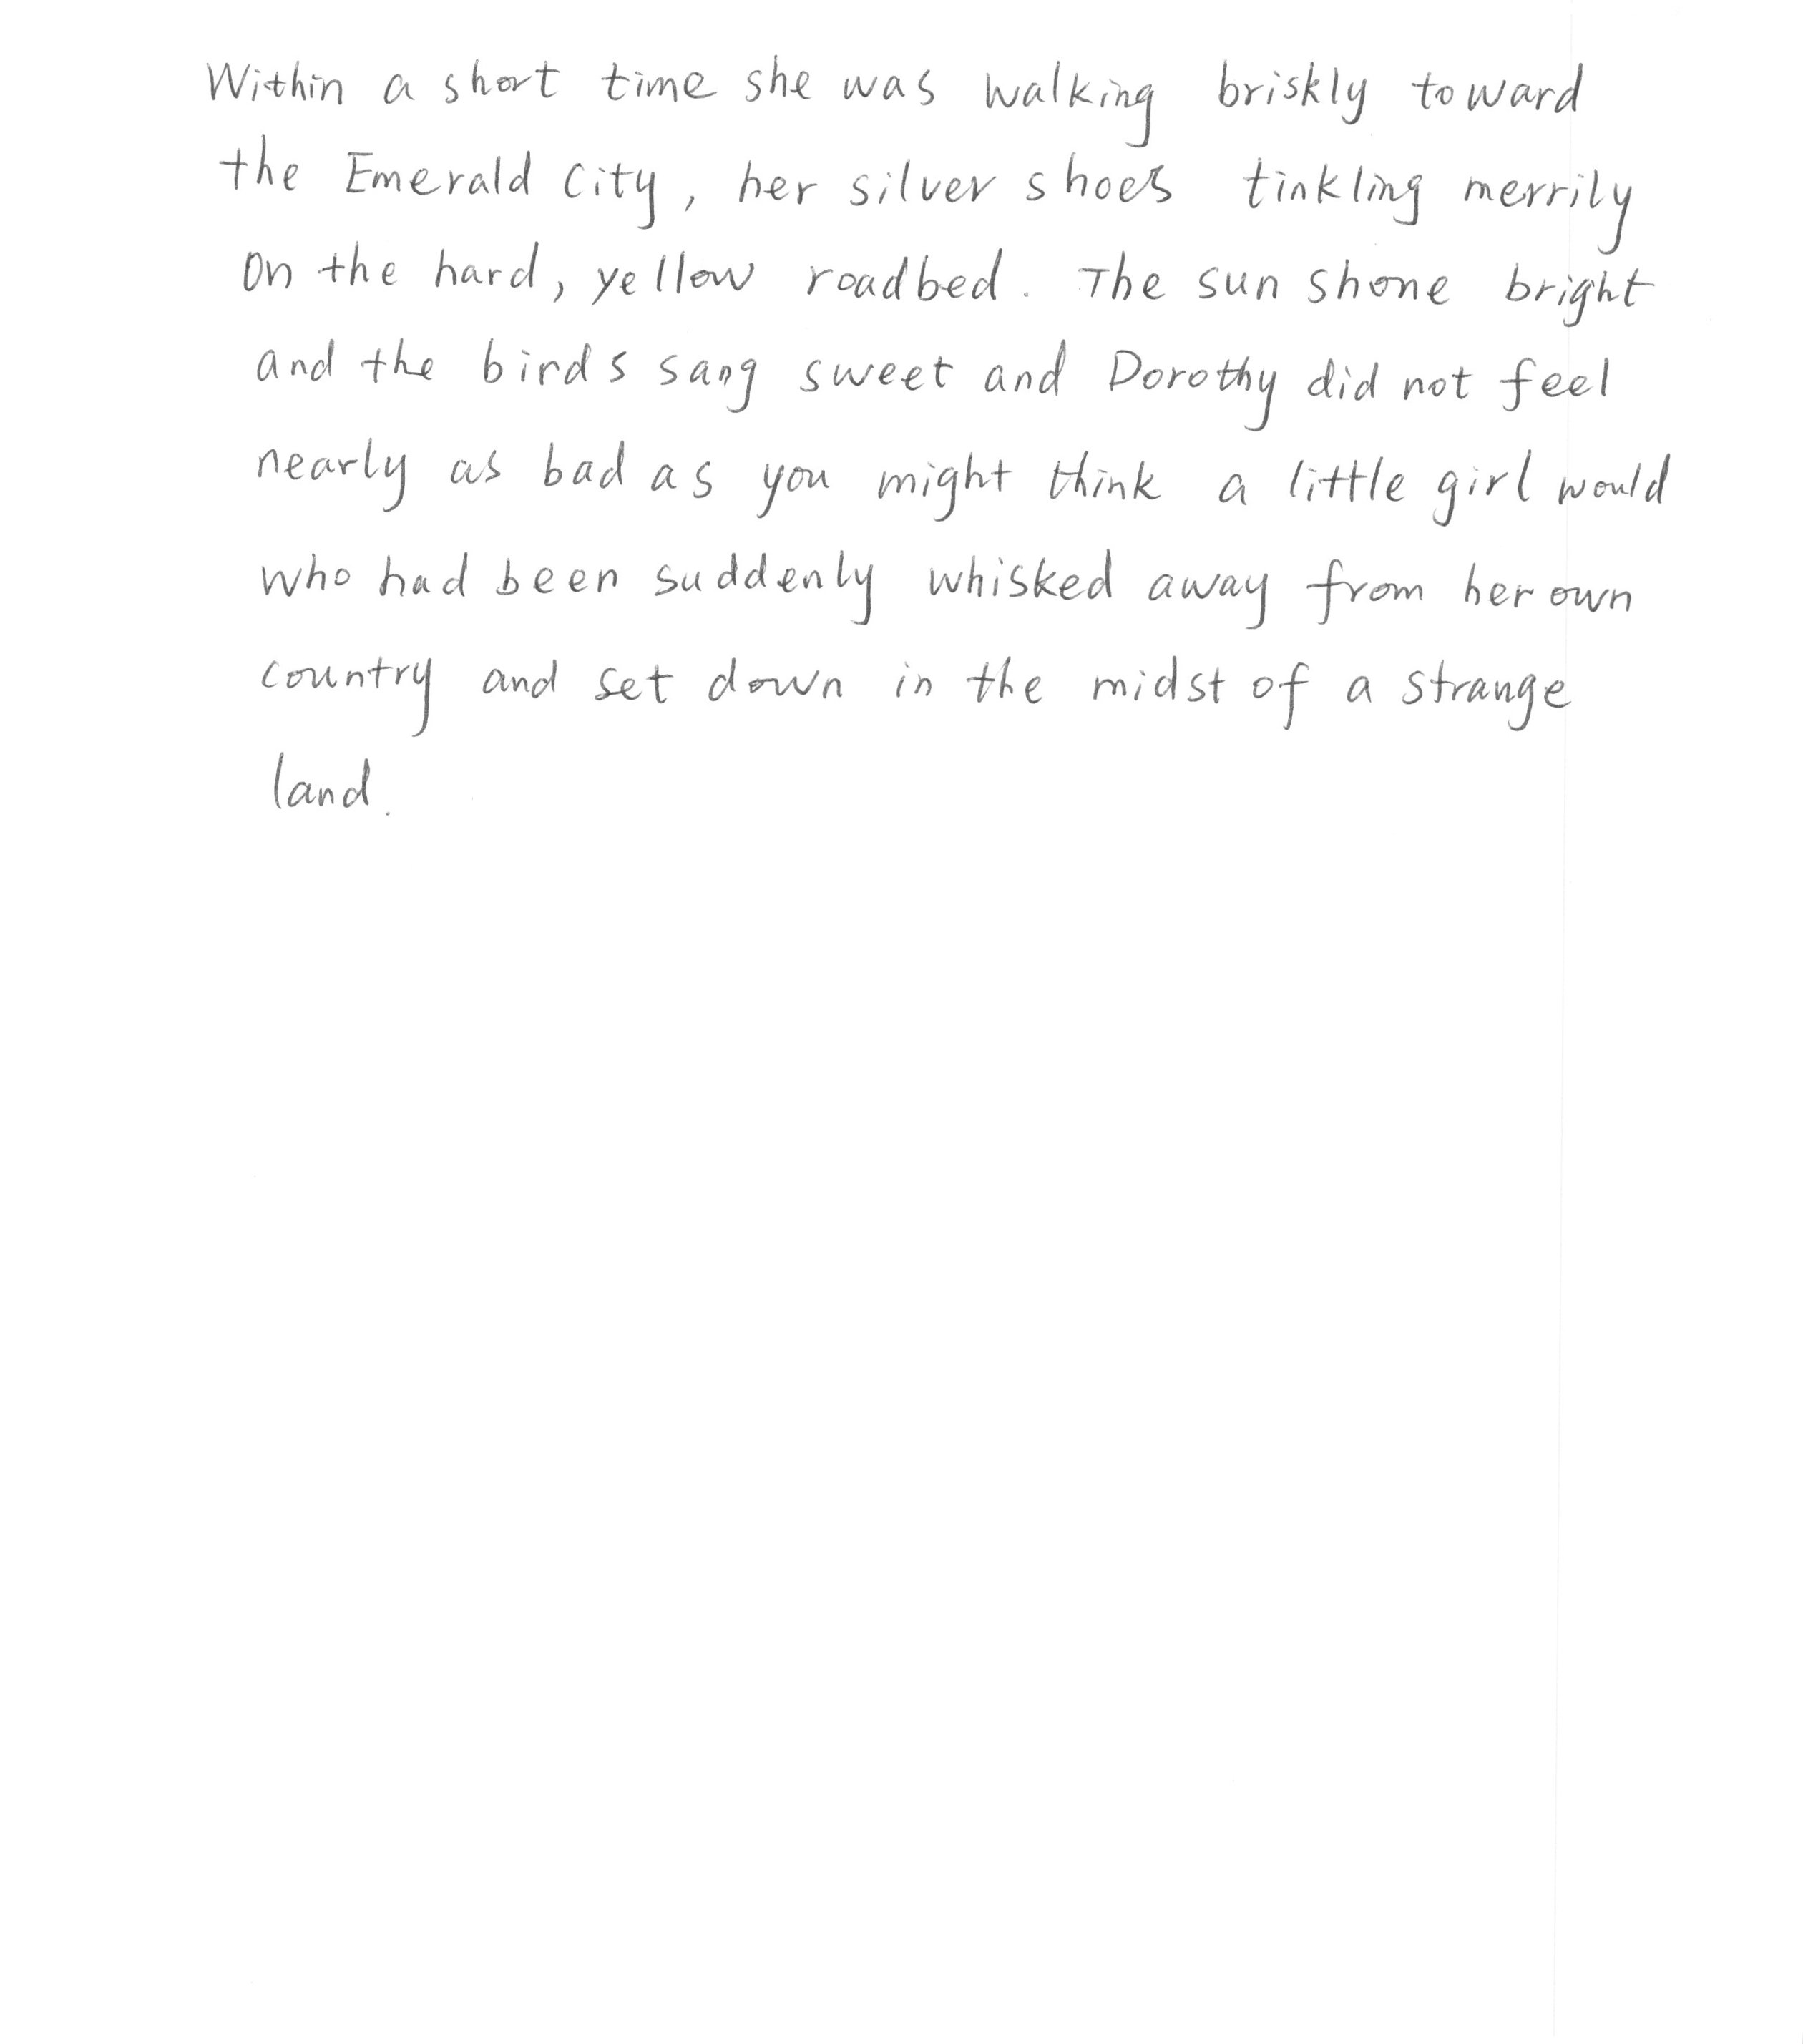 Within a short time she was walking briskly toward
the Emerald City, her silver shoes tinkling merrily
on the hard, yellow roadbed. The sun shone bright
and the birds sang sweet and Dorothy did not feel
nearly as bad as you might think a little girl would
who had been suddenly whisked away from her own
country and set down in the midst of a strange
land.